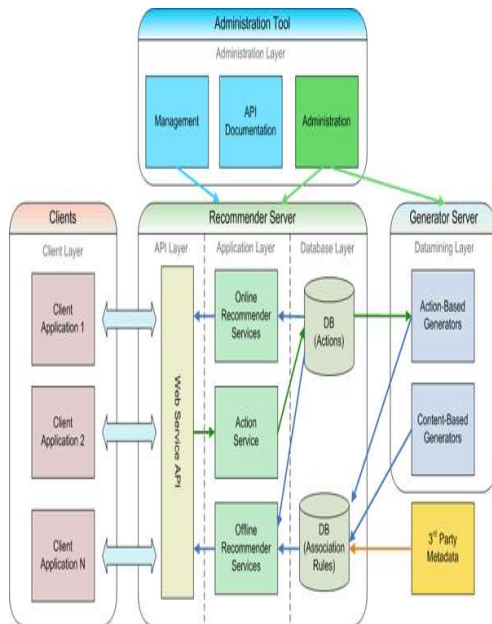 Administration Tool
Administration Layer
Management
API
Documentation
Administration
Clients
Client Layer
Client
Application 1
Client
Application 2
Client
Application N
Recommender Server
API Layer
Application Layer
Database Layer
Web Service API
Online
Recommender
Services
Action
Service
Offline
Recommender
Services
DB
(Actions)
DB
(Association
Rules)
Generator Server
Datamining Layer
Action-Based
Generators
Content-Based
Generators
3rd Party
Metadata